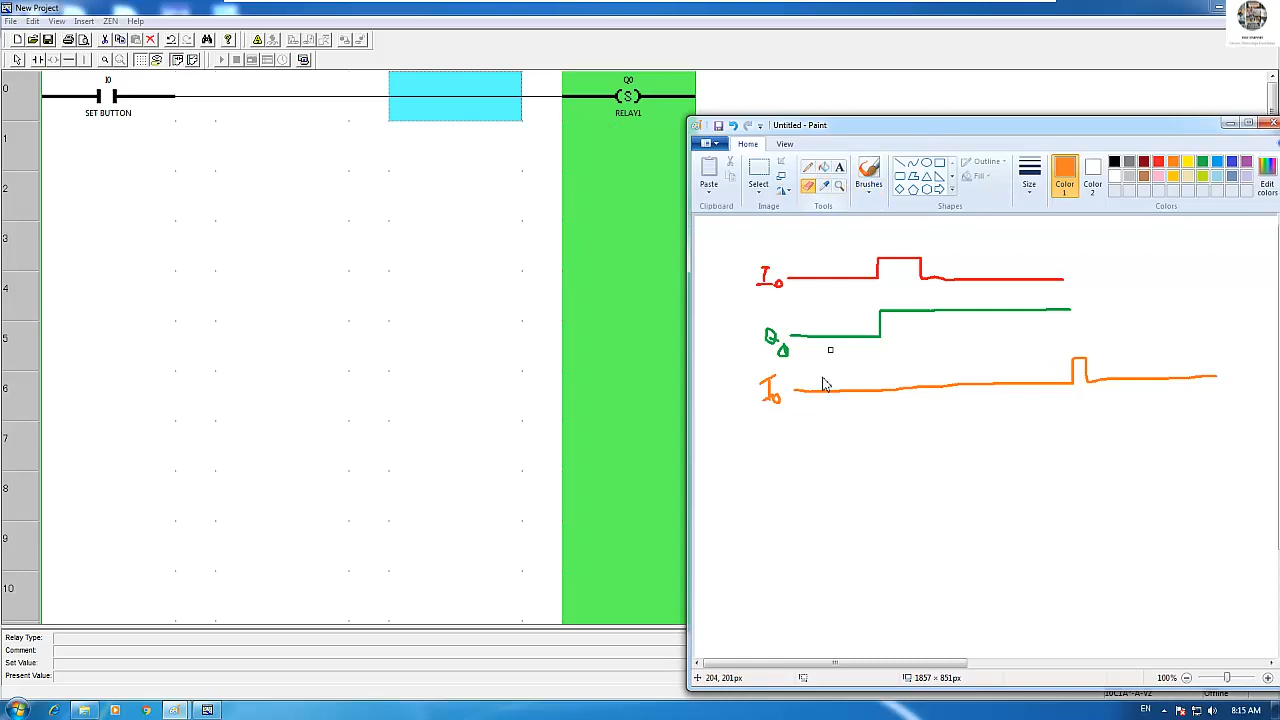 New Project
File Edit View Insert ZEN Help
0
I0
SET BUTTON
Q0
S
RELAY1
1
2
3
4
5
6
7
8
9
10
Untitled - Paint
Home View
Paste
Select
A
Brushes
Outline
Fill
Size
Color 1
Color 2
Edit colors
Clipboard Image Tools Shapes Colors
I0
Q0
I0
204, 201px
1857 × 851px
100%
Relay Type:
Comment:
Set Value:
Present Value:
Offline
EN
8:15 AM